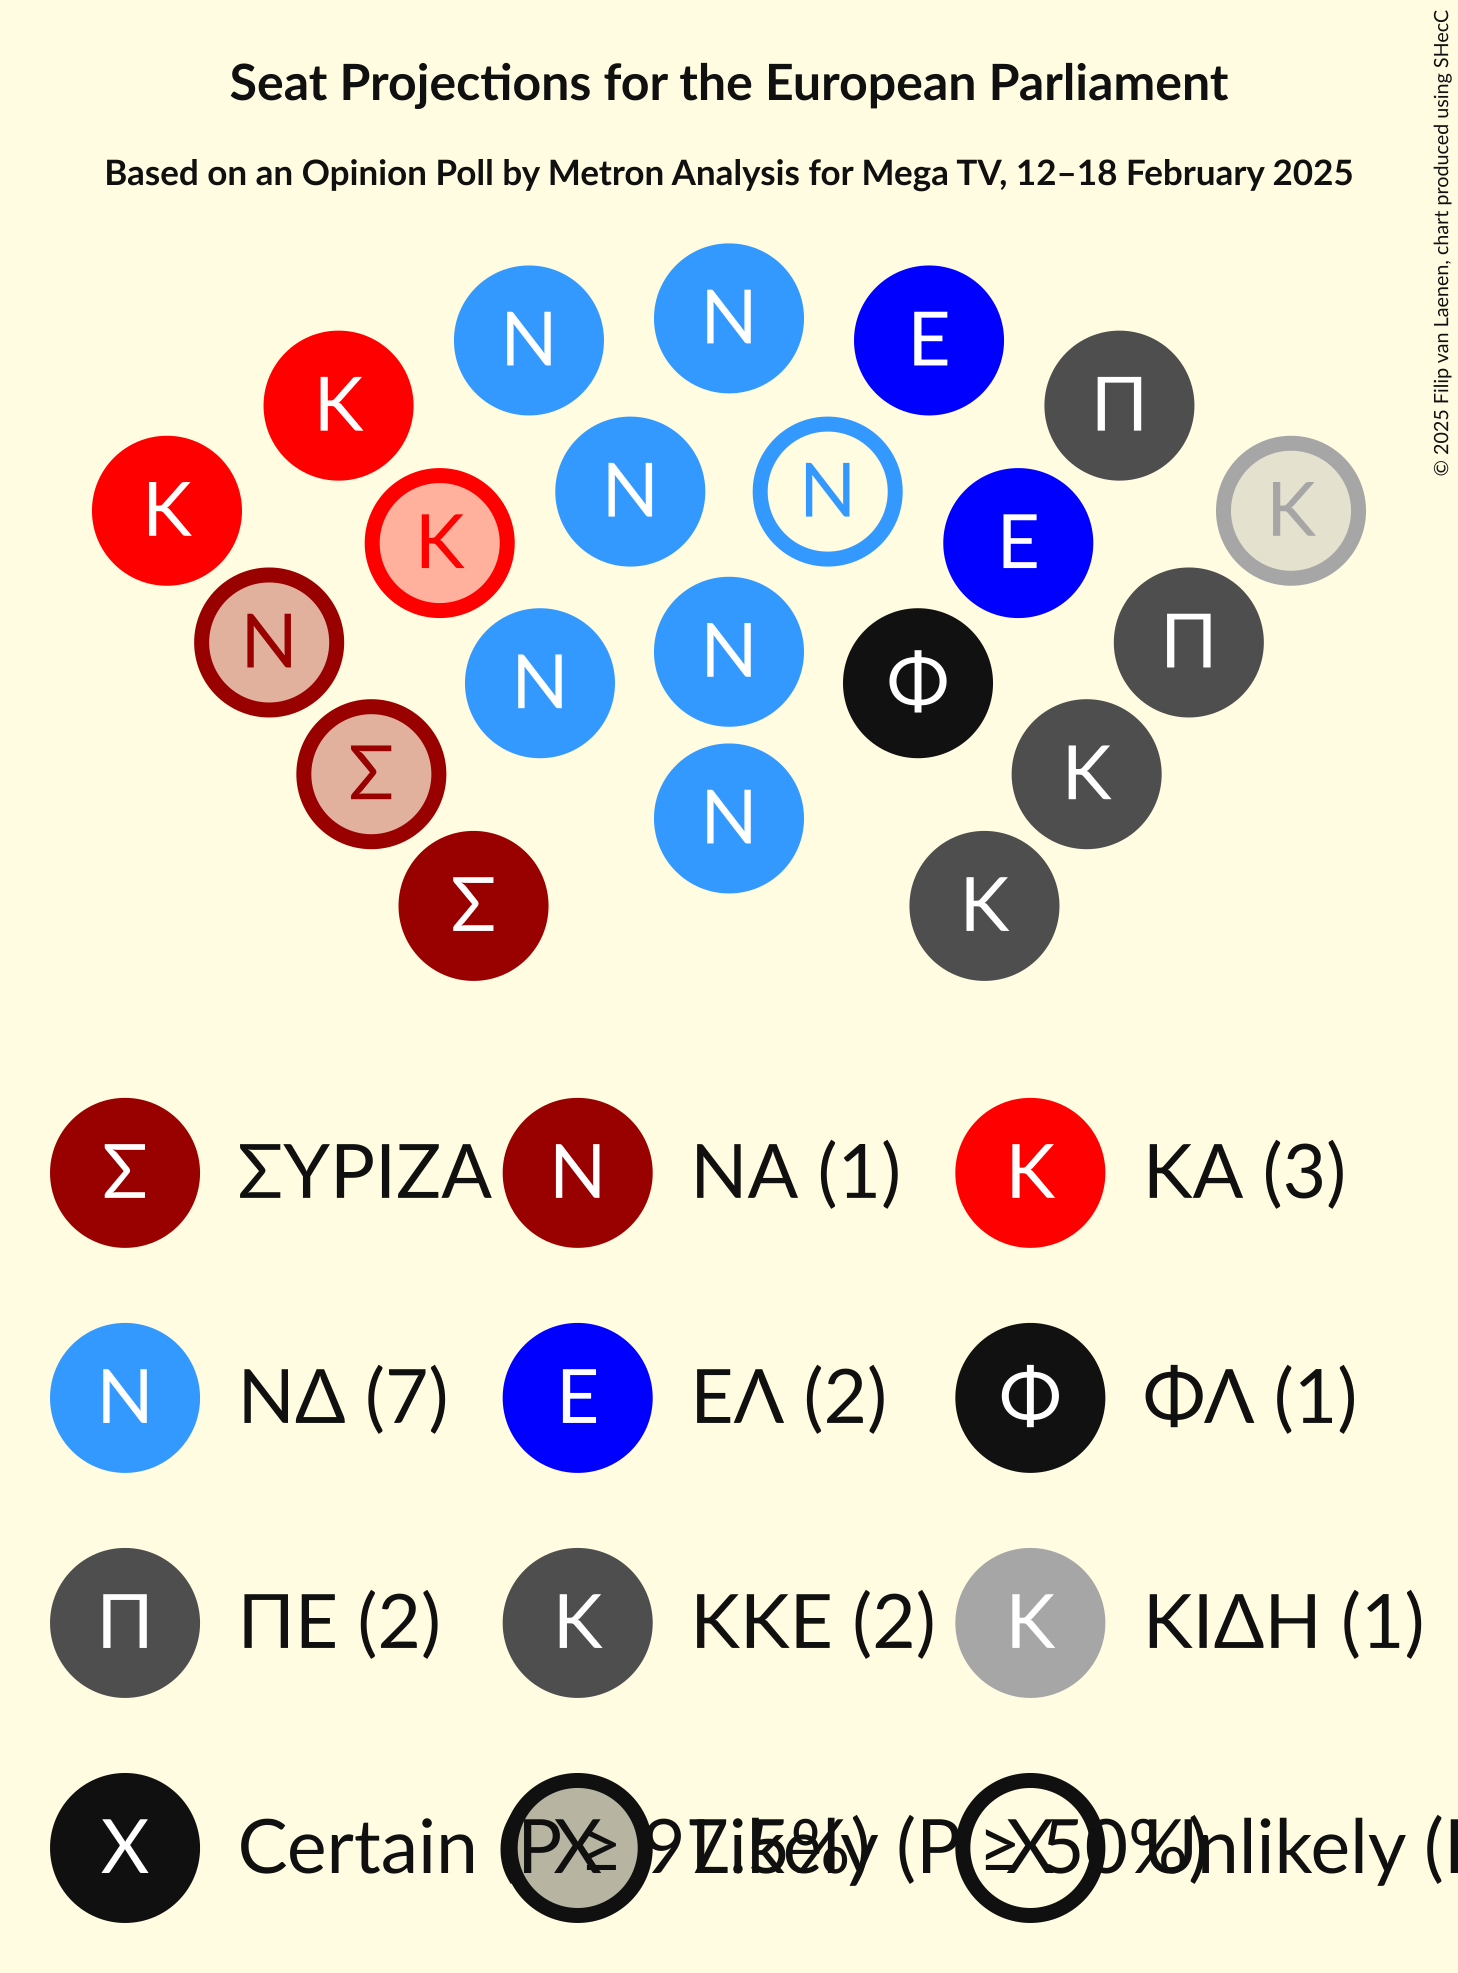 Seat Projections for the European Parliament
Based on an Opinion Poll by Metron Analysis for Mega TV, 12–18 February 2025
© 2025 Filip van Laenen, chart produced using SHecC
Ν
Ν
Ε
Κ
Π
Κ
Ν
Ν
Κ
Κ
Ε
Ν
Ν
Ν
Φ
Π
Σ
Ν
Κ
Σ
Κ
Σ ΣΥΡΙΖΑ Ν ΝΑ (1) Κ ΚΑ (3)
Ν ΝΔ (7) Ε ΕΛ (2) Φ ΦΛ (1)
Π ΠΕ (2) Κ ΚΚΕ (2) Κ ΚΙΔΗ (1)
X Certain (P ≥ 97.5%) X Likely (P ≥ 50%) X Unlikely (